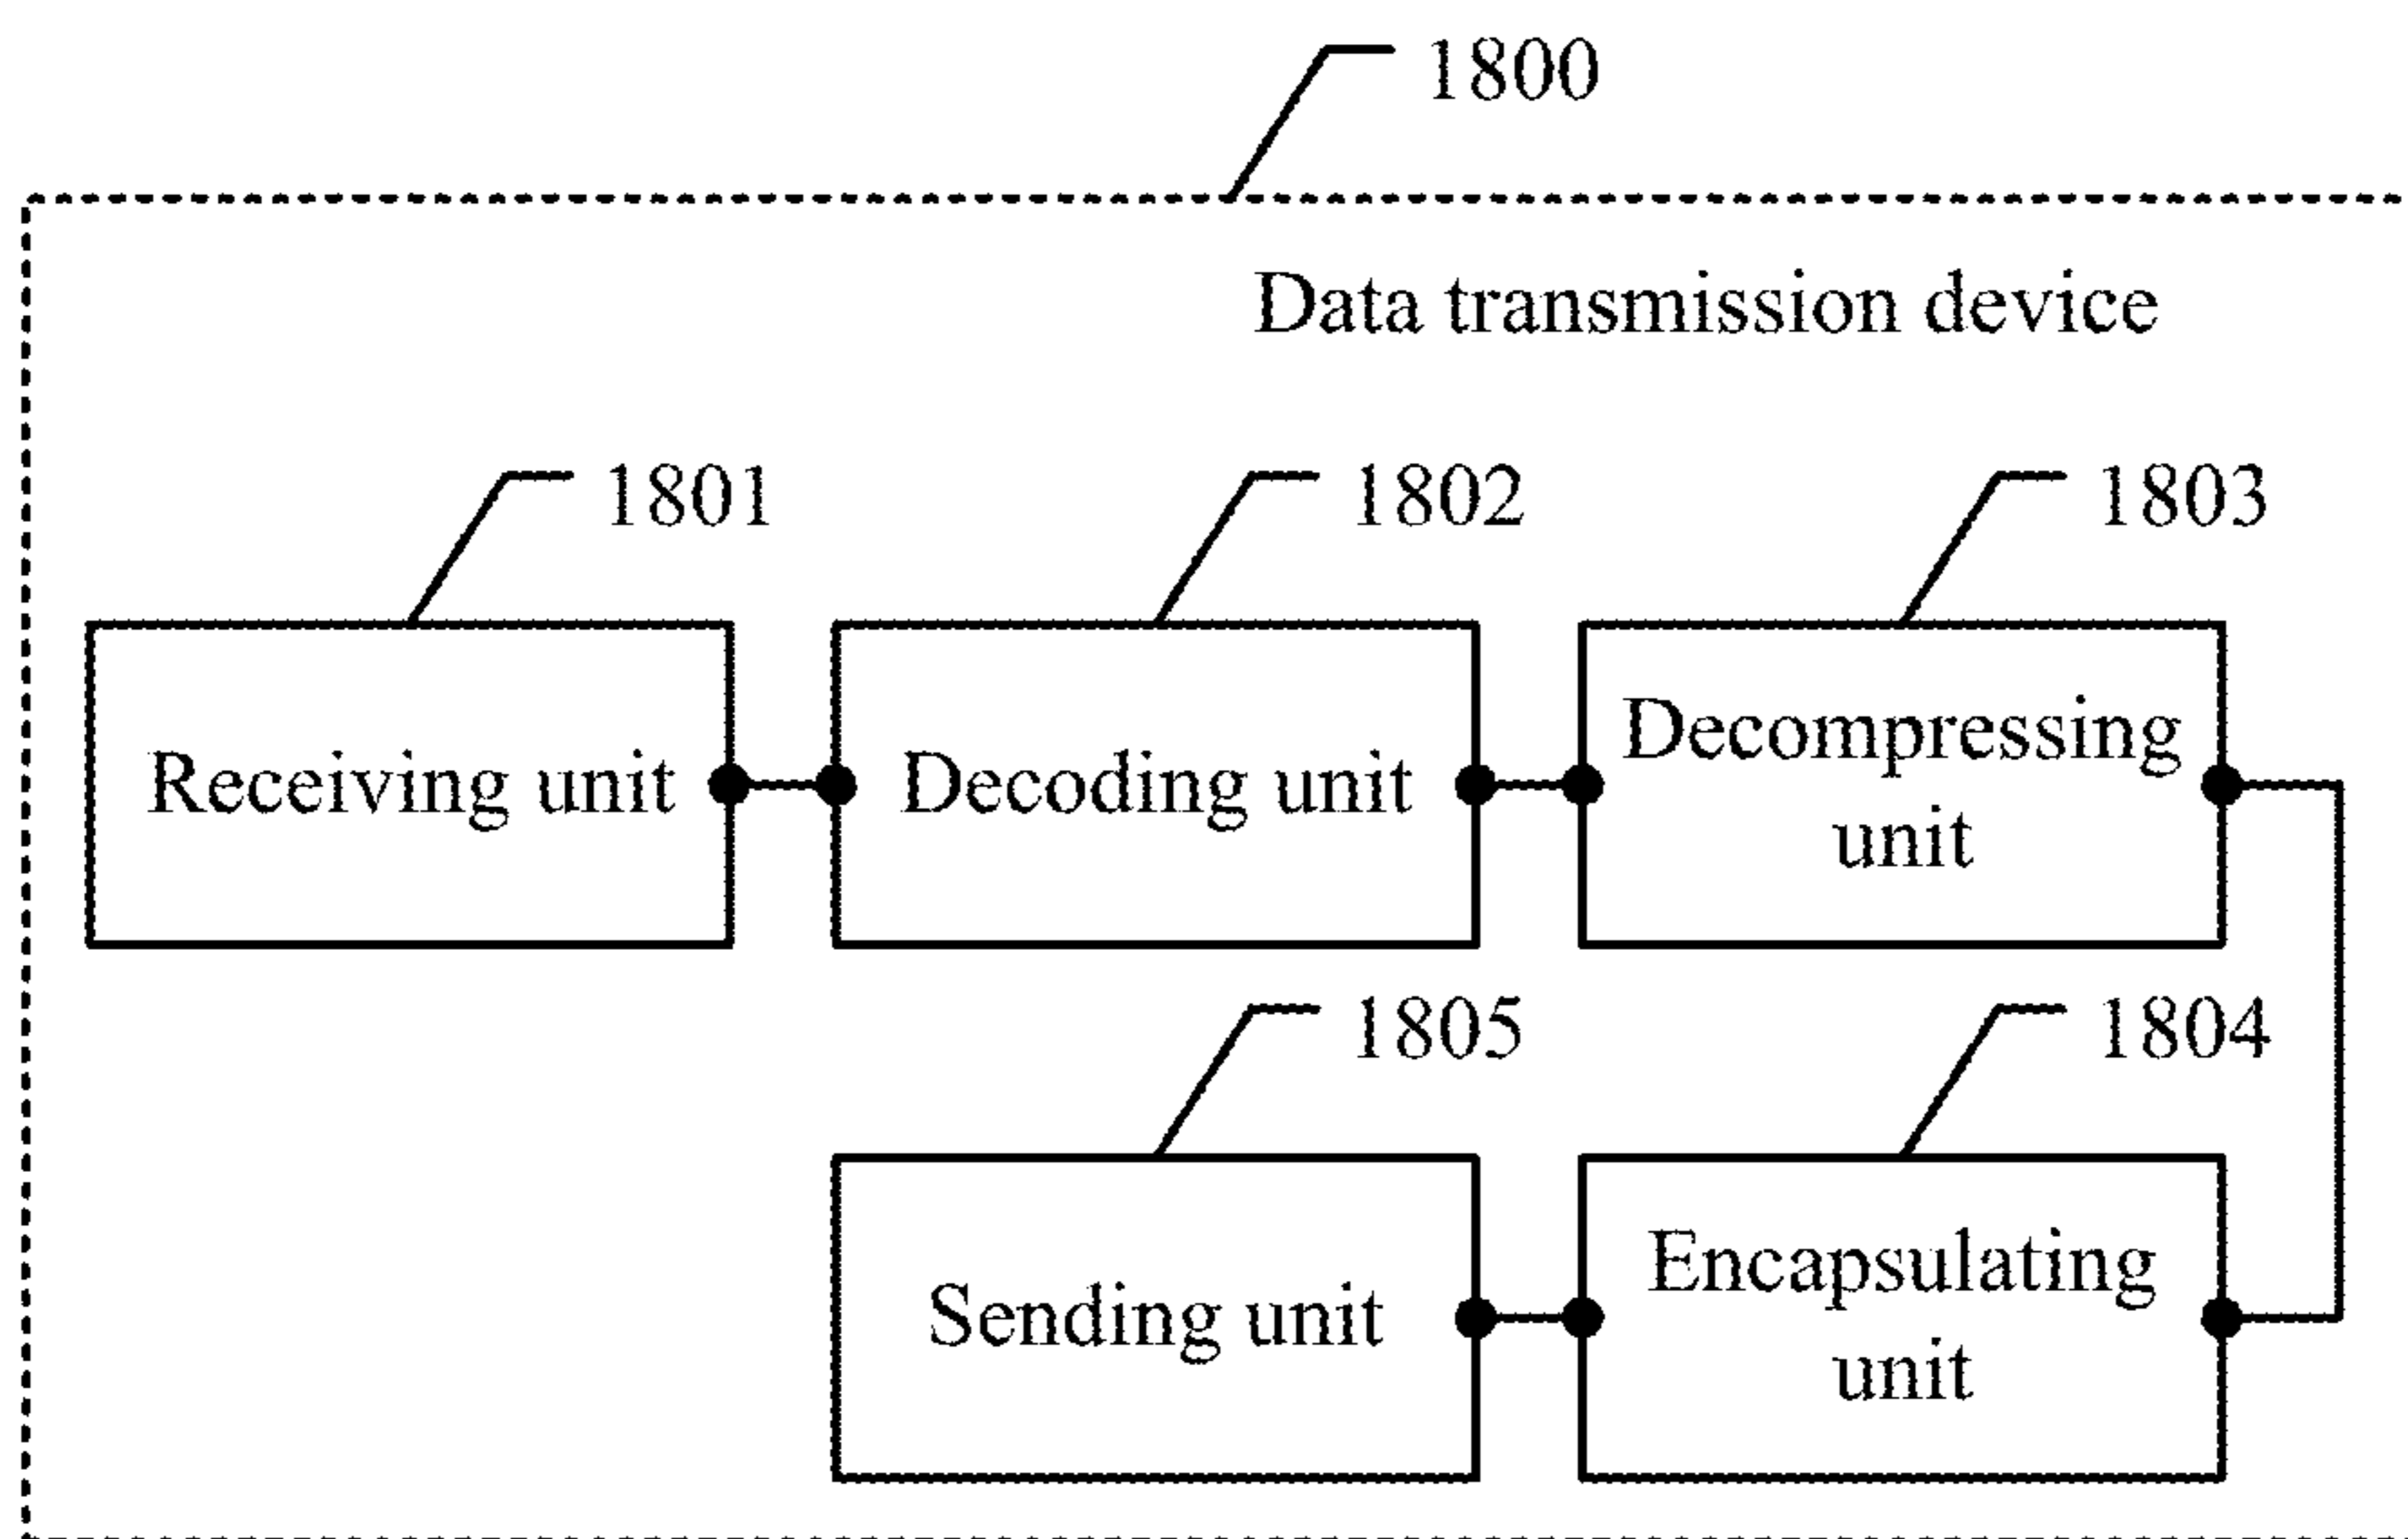 1800
Data transmission device
1801
1802
1803
Receiving unit
Decoding unit
Decompressing
unit
1805
1804
Sending unit
Encapsulating
unit